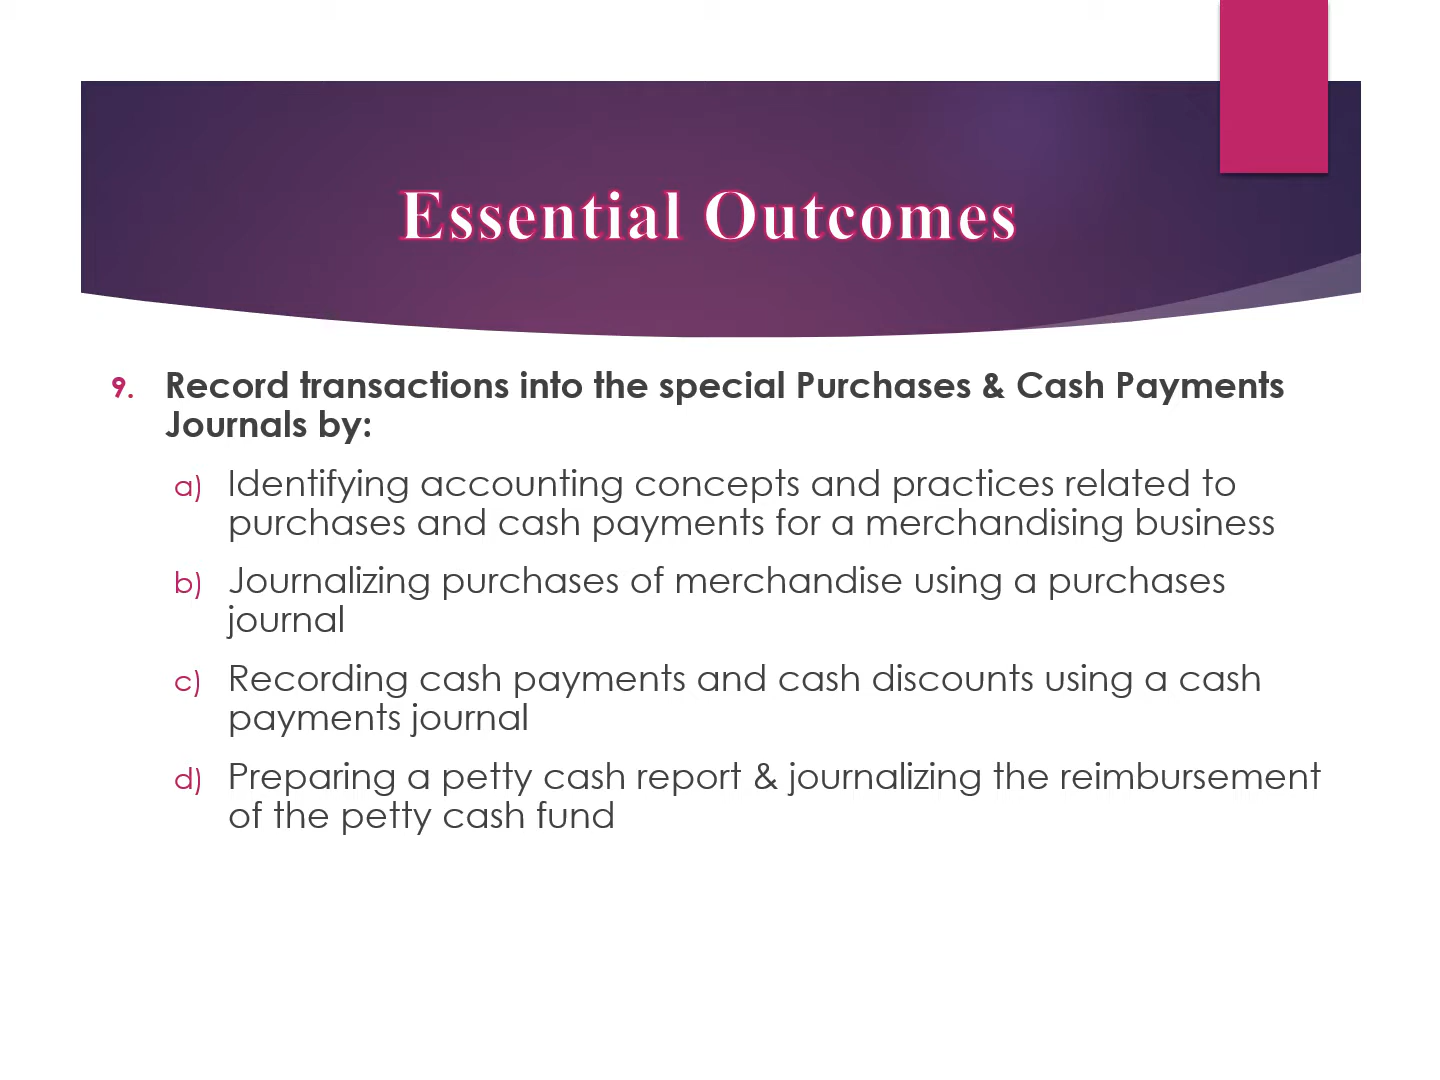 Essential Outcomes
9. Record transactions into the special Purchases & Cash Payments
Journals by:
a) Identifying accounting concepts and practices related to
purchases and cash payments for a merchandising business
b) Journalizing purchases of merchandise using a purchases
journal
c) Recording cash payments and cash discounts using a cash
payments journal
d) Preparing a petty cash report & journalizing the reimbursement
of the petty cash fund